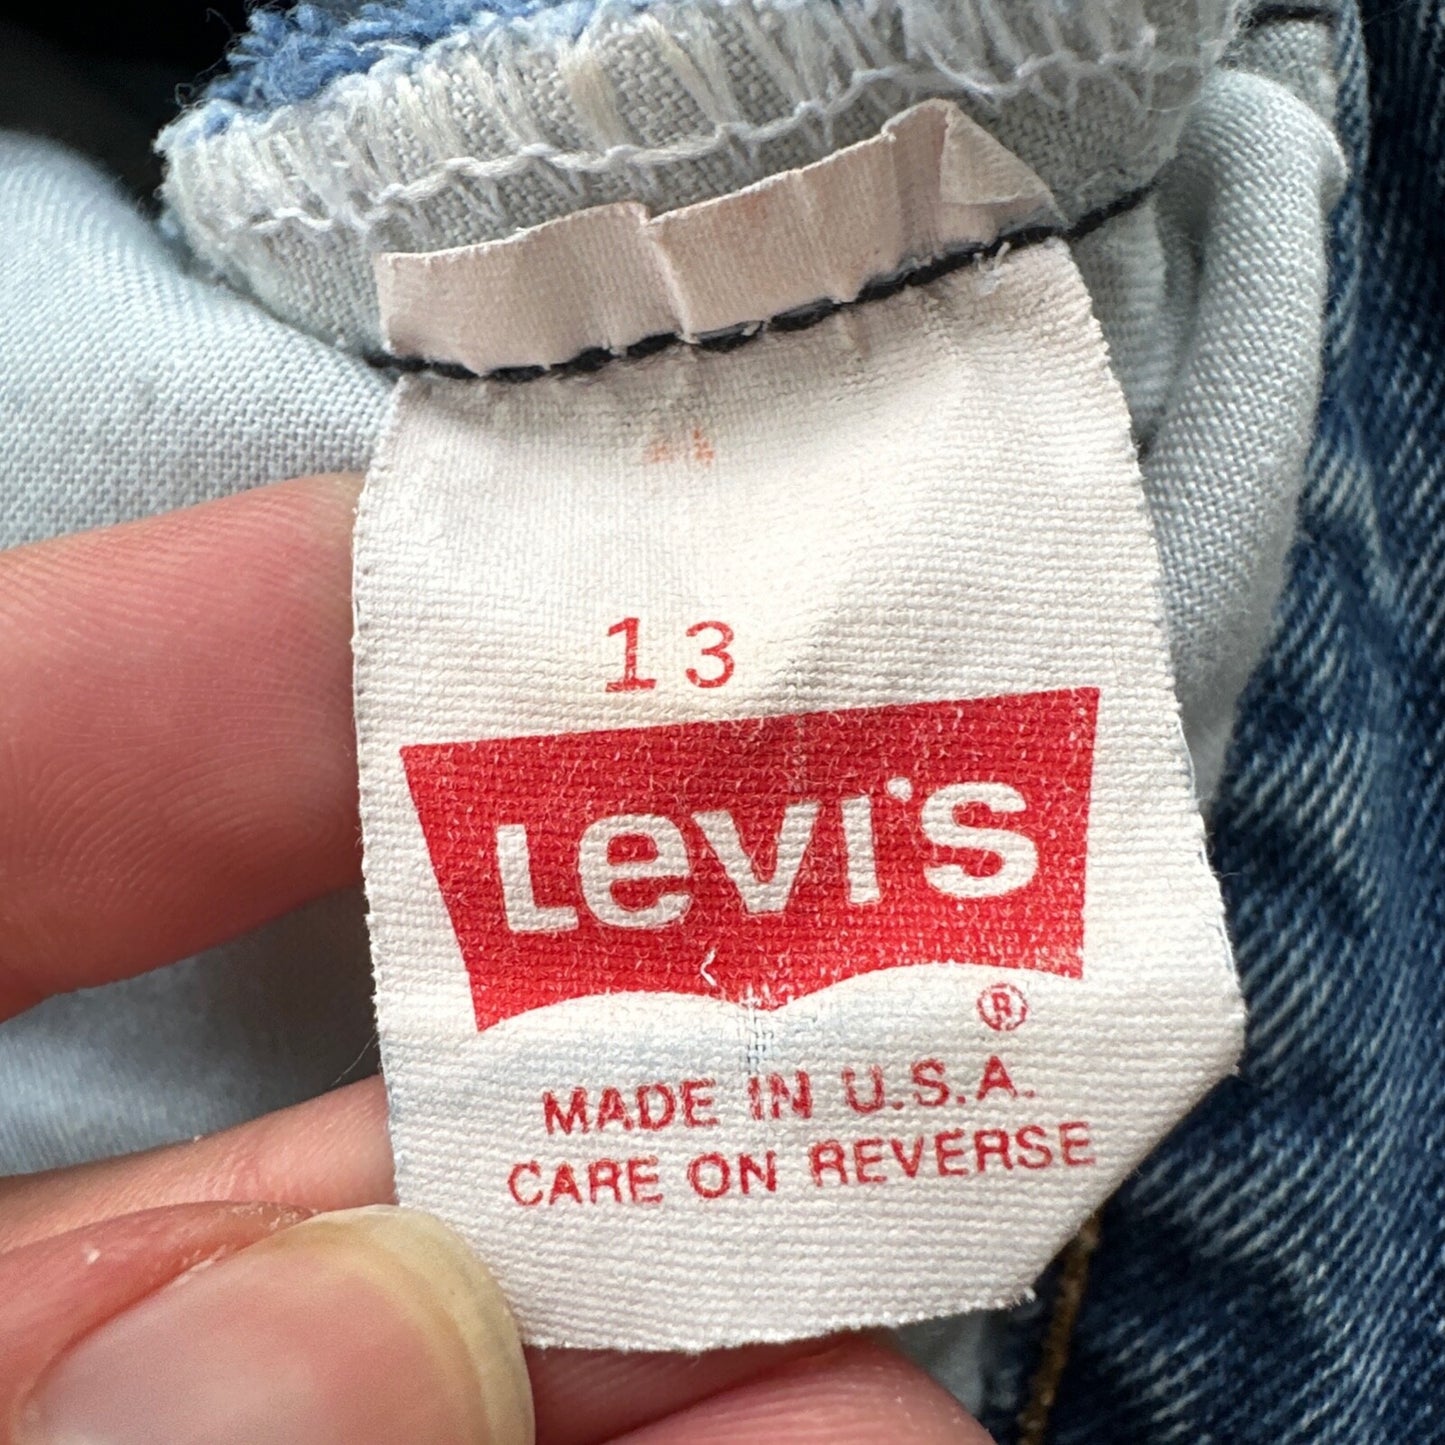 13
LEVI'S
®
MADE IN U.S.A.
CARE ON REVERSE